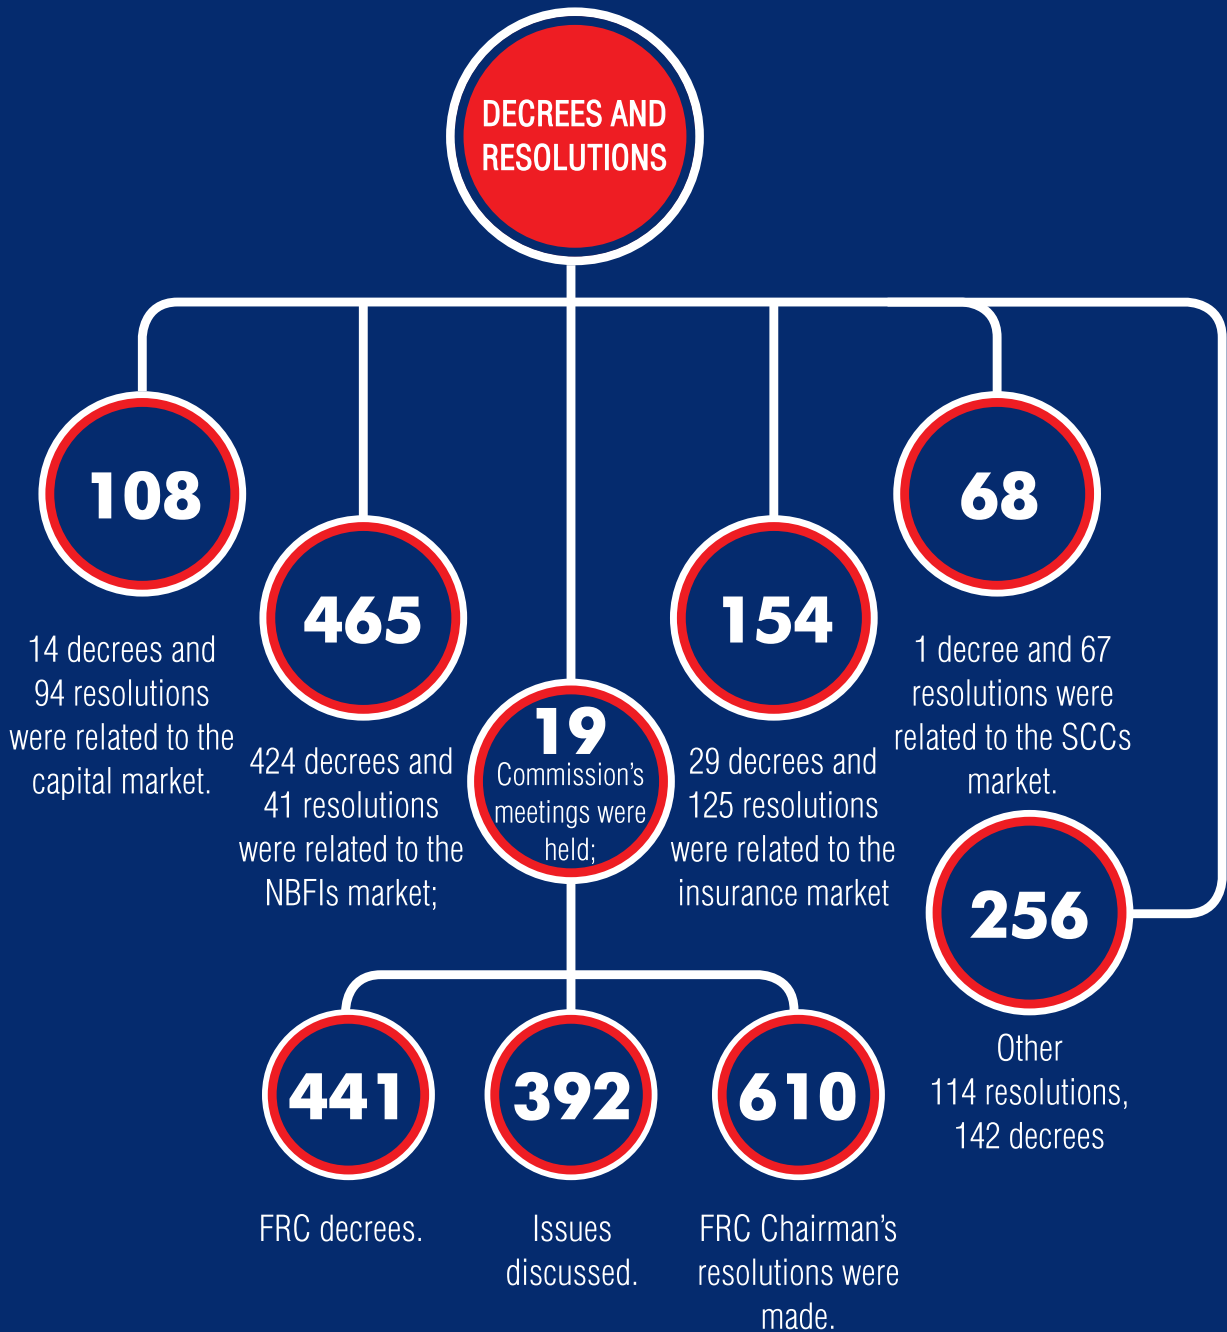 DECREES AND
RESOLUTIONS
108
14 decrees and
94 resolutions
were related to the
capital market.
465
424 decrees and
41 resolutions
were related to the
NBFIs market;
19
Commission's
meetings were
held;
154
29 decrees and
125 resolutions
were related to the
insurance market
68
1 decree and 67
resolutions were
related to the SCCs
market.
256
Other
114 resolutions,
142 decrees
441
FRC decrees.
392
Issues
discussed.
610
FRC Chairman's
resolutions were
made.